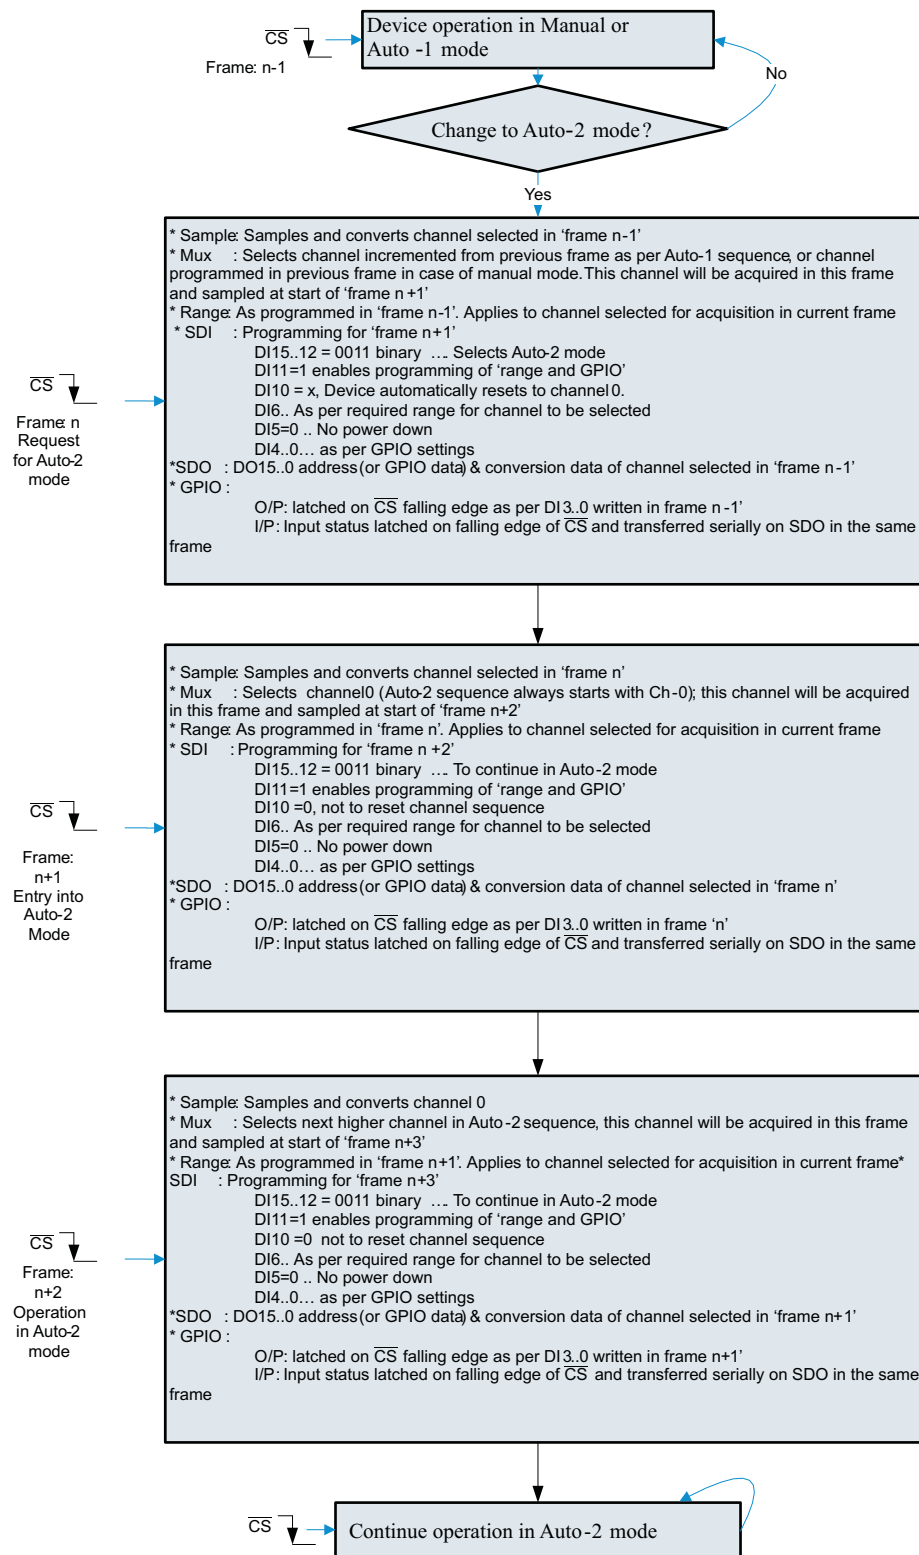 Device operation in Manual or
Auto -1 mode
CS
Frame: n-1
No
Change to Auto-2 mode?
Yes
* Sample: Samples and converts channel selected in ‘frame n-1’
* Mux : Selects channel incremented from previous frame as per Auto-1 sequence, or channel
programmed in previous frame in case of manual mode. This channel will be acquired in this frame
and sampled at start of ‘frame n+1’
* Range: As programmed in ‘frame n-1’. Applies to channel selected for acquisition in current frame
* SDI : Programming for ‘frame n+1’
DI15..12 = 0011 binary …. Selects Auto-2 mode
DI11=1 enables programming of ‘range and GPIO’
DI10 = x, Device automatically resets to channel 0.
DI6.. As per required range for channel to be selected
DI5=0 .. No power down
DI4..0… as per GPIO settings
*SDO : DO15..0 address (or GPIO data) & conversion data of channel selected in ‘frame n-1’
* GPIO :
O/P: latched on CS falling edge as per DI3..0 written in frame n-1’
I/P: Input status latched on falling edge of CS and transferred serially on SDO in the same
frame
CS
Frame: n
Request
for Auto-2
mode
* Sample: Samples and converts channel selected in ‘frame n’
* Mux : Selects channel0 (Auto-2 sequence always starts with Ch-0); this channel will be acquired
in this frame and sampled at start of ‘frame n+2’
* Range: As programmed in ‘frame n’. Applies to channel selected for acquisition in current frame
* SDI : Programming for ‘frame n+2’
DI15..12 = 0011 binary …. To continue in Auto-2 mode
DI11=1 enables programming of ‘range and GPIO’
DI10 =0, not to reset channel sequence
DI6.. As per required range for channel to be selected
DI5=0 .. No power down
DI4..0… as per GPIO settings
*SDO : DO15..0 address (or GPIO data) & conversion data of channel selected in ‘frame n’
* GPIO :
O/P: latched on CS falling edge as per DI3..0 written in frame ‘n’
I/P: Input status latched on falling edge of CS and transferred serially on SDO in the same
frame
CS
Frame:
n+1
Entry into
Auto-2
Mode
* Sample: Samples and converts channel 0
* Mux : Selects next higher channel in Auto-2 sequence, this channel will be acquired in this frame
and sampled at start of ‘frame n+3’
* Range: As programmed in ‘frame n+1’. Applies to channel selected for acquisition in current frame*
SDI : Programming for ‘frame n+3’
DI15..12 = 0011 binary …. To continue in Auto-2 mode
DI11=1 enables programming of ‘range and GPIO’
DI10 =0 not to reset channel sequence
DI6.. As per required range for channel to be selected
DI5=0 .. No power down
DI4..0… as per GPIO settings
*SDO : DO15..0 address (or GPIO data) & conversion data of channel selected in ‘frame n+1’
* GPIO :
O/P: latched on CS falling edge as per DI3..0 written in frame n+1’
I/P: Input status latched on falling edge of CS and transferred serially on SDO in the same
frame
CS
Frame:
n+2
Operation
in Auto-2
mode
CS
Continue operation in Auto-2 mode